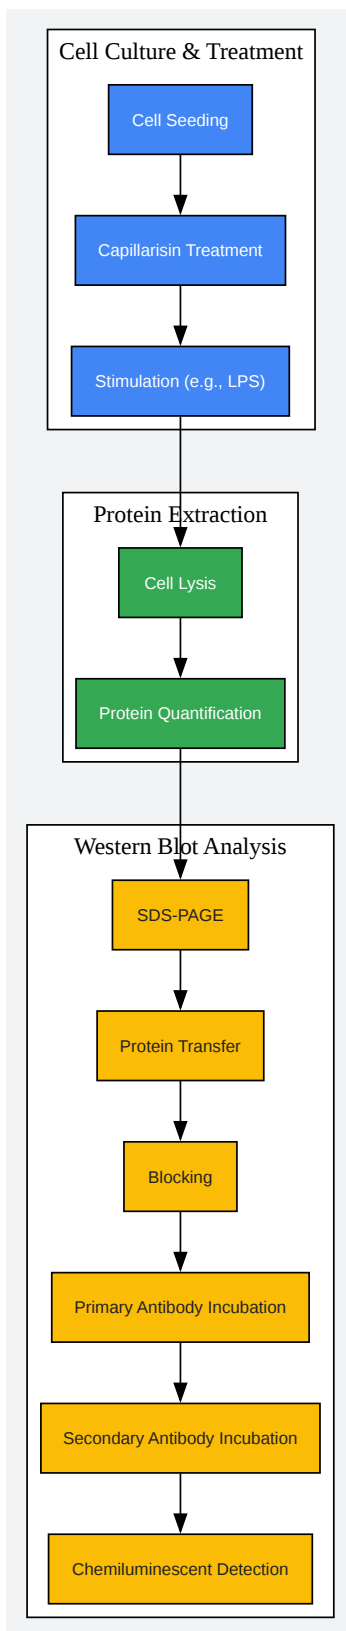 Cell Culture & Treatment
Cell Seeding
Capillarisin Treatment
Stimulation (e.g., LPS)
Protein Extraction
Cell Lysis
Protein Quantification
Western Blot Analysis
SDS-PAGE
Protein Transfer
Blocking
Primary Antibody Incubation
Secondary Antibody Incubation
Chemiluminescent Detection